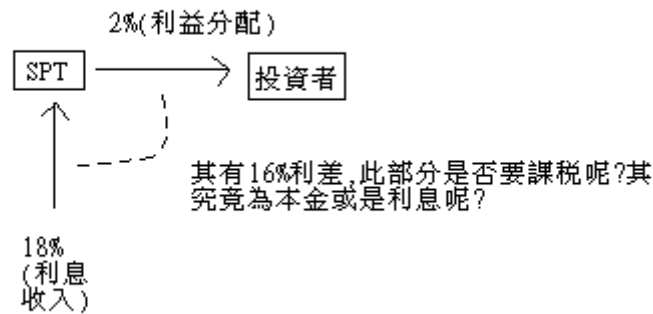 2%(利益分配)
SPT
投資者
其有16%利差,此部分是否要課稅呢?其
究竟為本金或是利息呢?
18%
(利息
收入)